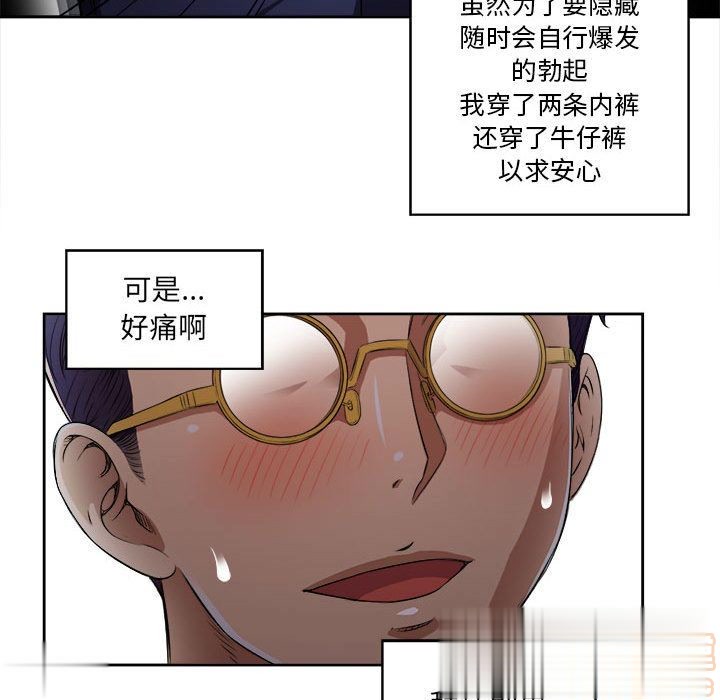 虽然为了要隐藏
随时会自行爆发
的勃起
我穿了两条内裤
还穿了牛仔裤
以求安心
可是...
好痛啊